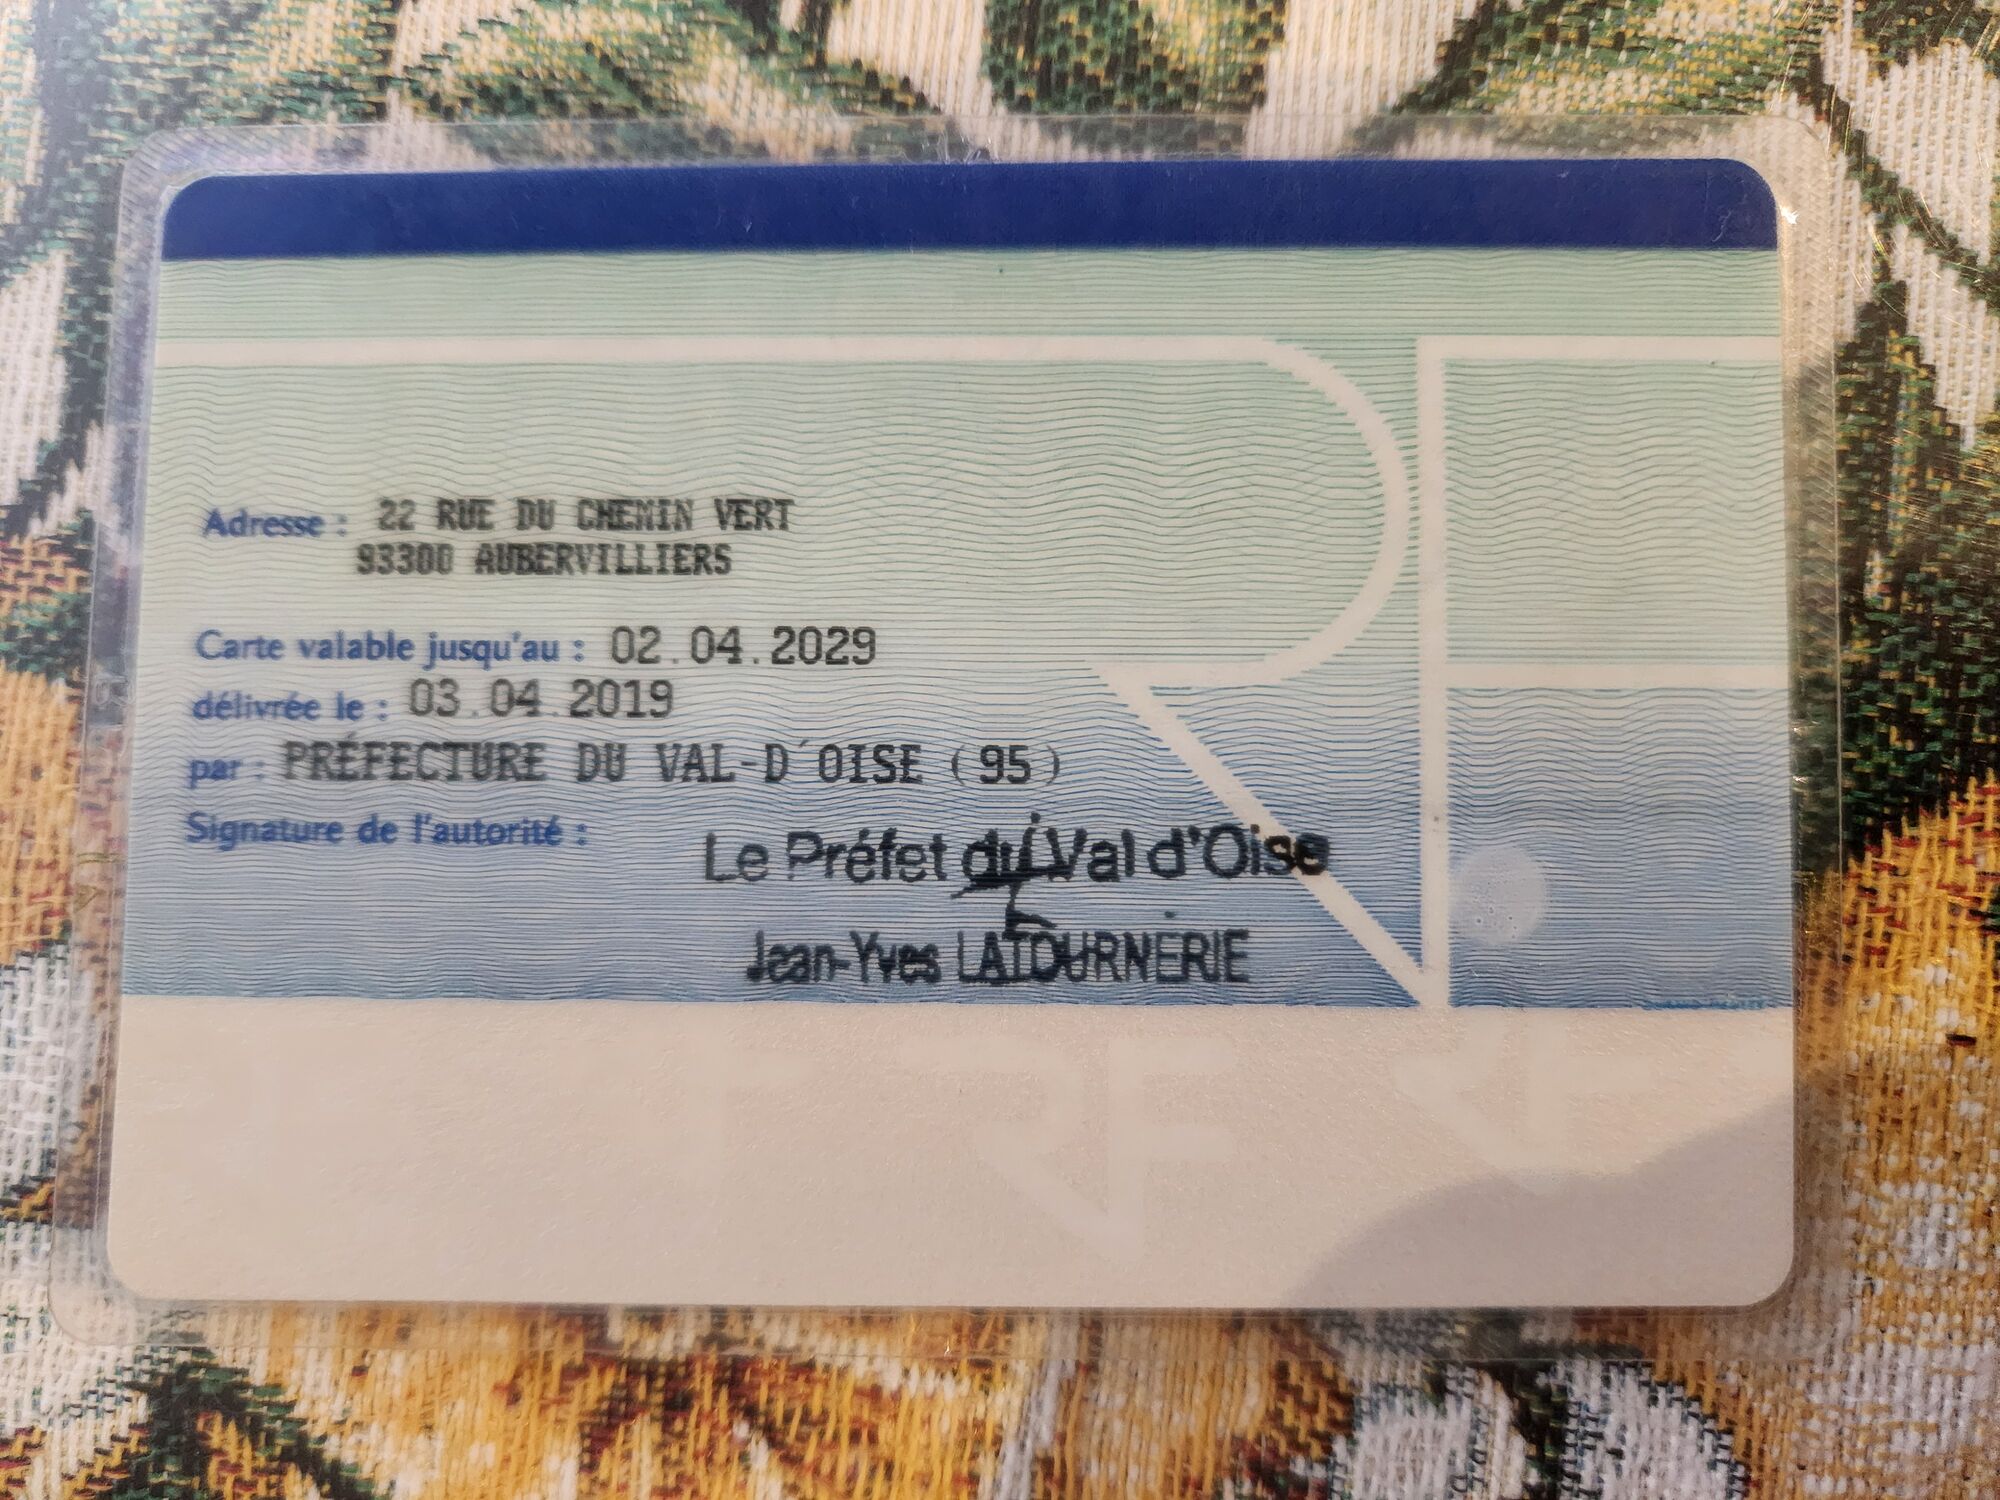 Adresse : 22 RUE DU CHEMIN VERT
93300 AUBERVILLIERS
Carte valable jusqu'au : 02.04.2029
délivrée le : 03.04.2019
par : PRÉFECTURE DU VAL-D'OISE (95)
Signature de l'autorité :
Le Préfet du Val d'Oise
Jean-Yves LATOURNERIE
RF